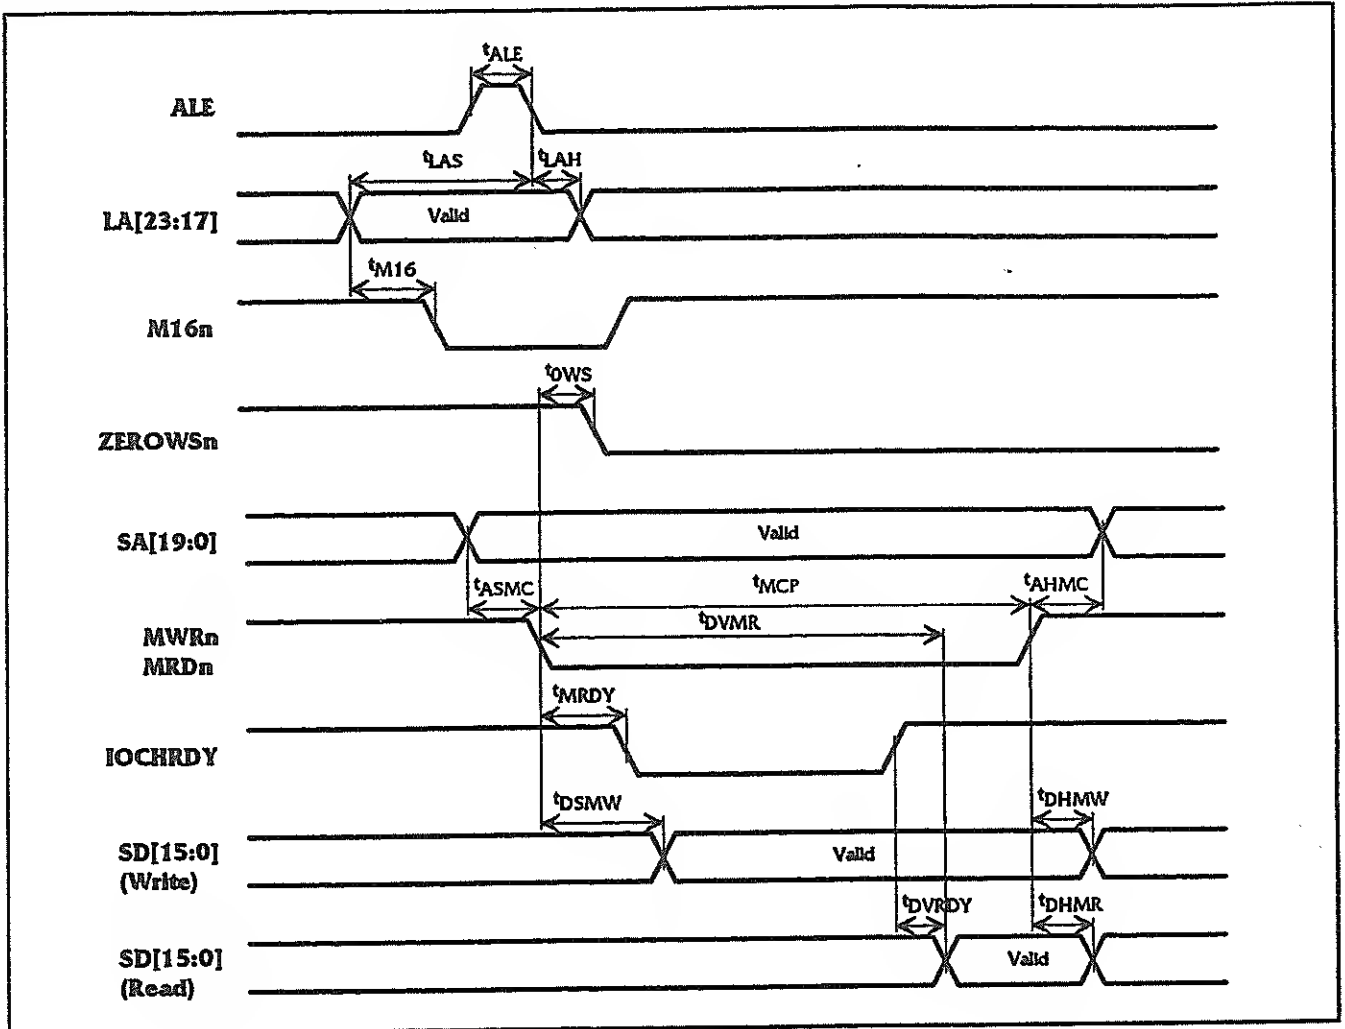 tALE
ALE
tLAS tLAH
LA[23:17] Valid
tM16
M16n
t0WS
ZEROWSn
SA[19:0] Valid
tASMC tMCP tAHMC
MWRn tDVMR
MRDn
tMRDY
IOCHRDY
tDSMW tDHMW
SD[15:0] Valid
(Write)
tDVRDY tDHMR
SD[15:0] Valid
(Read)